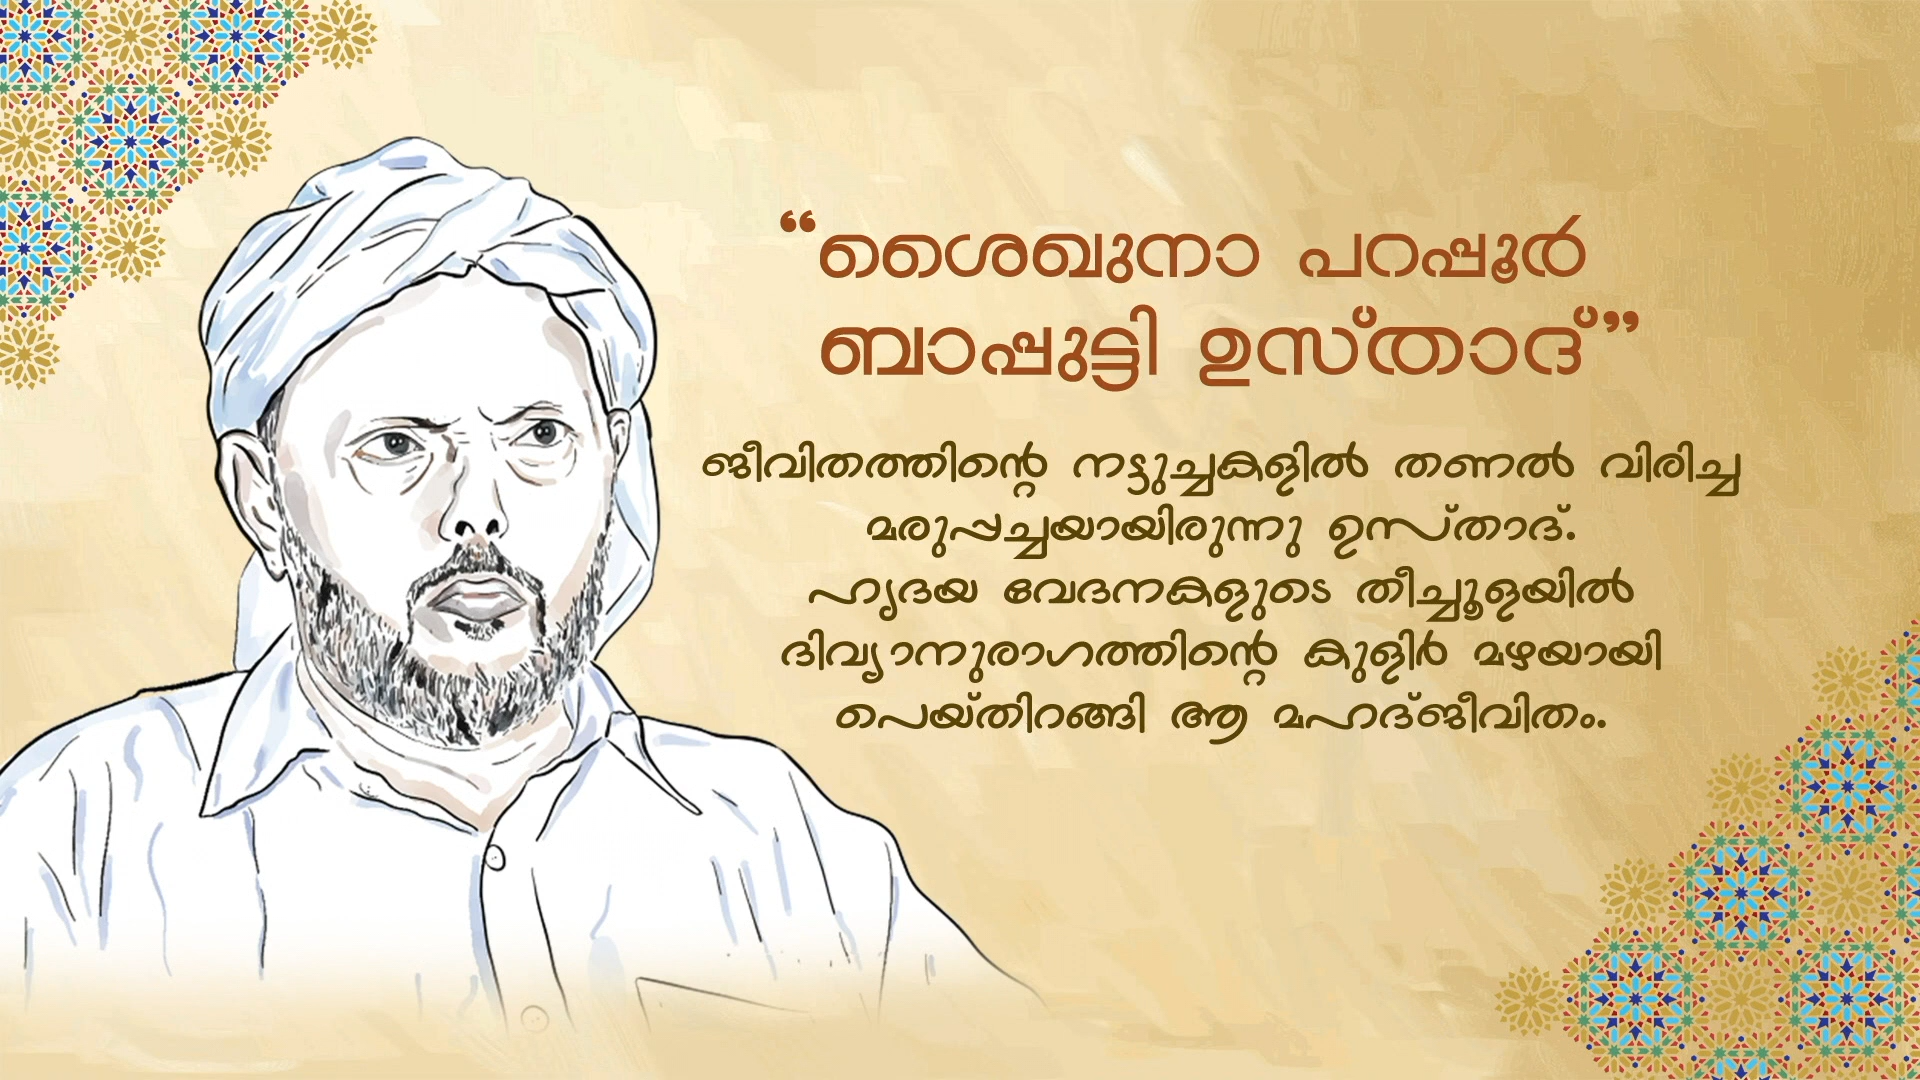 “ശൈഖുനാ പറപ്പൂർ
ബാപ്പുട്ടി ഉസ്താദ്”
ജീവിതത്തിന്റെ നട്ടുച്ചകളിൽ തണൽ വിരിച്ച
മരുപ്പച്ചയായിരുന്നു ഉസ്താദ്.
ഹൃദയ വേദനകളുടെ തീച്ചൂളയിൽ
ദിവ്യാനുരാഗത്തിന്റെ കുളിർ മഴയായി
പെയ്തിറങ്ങി ആ മഹദ്ജീവിതം.